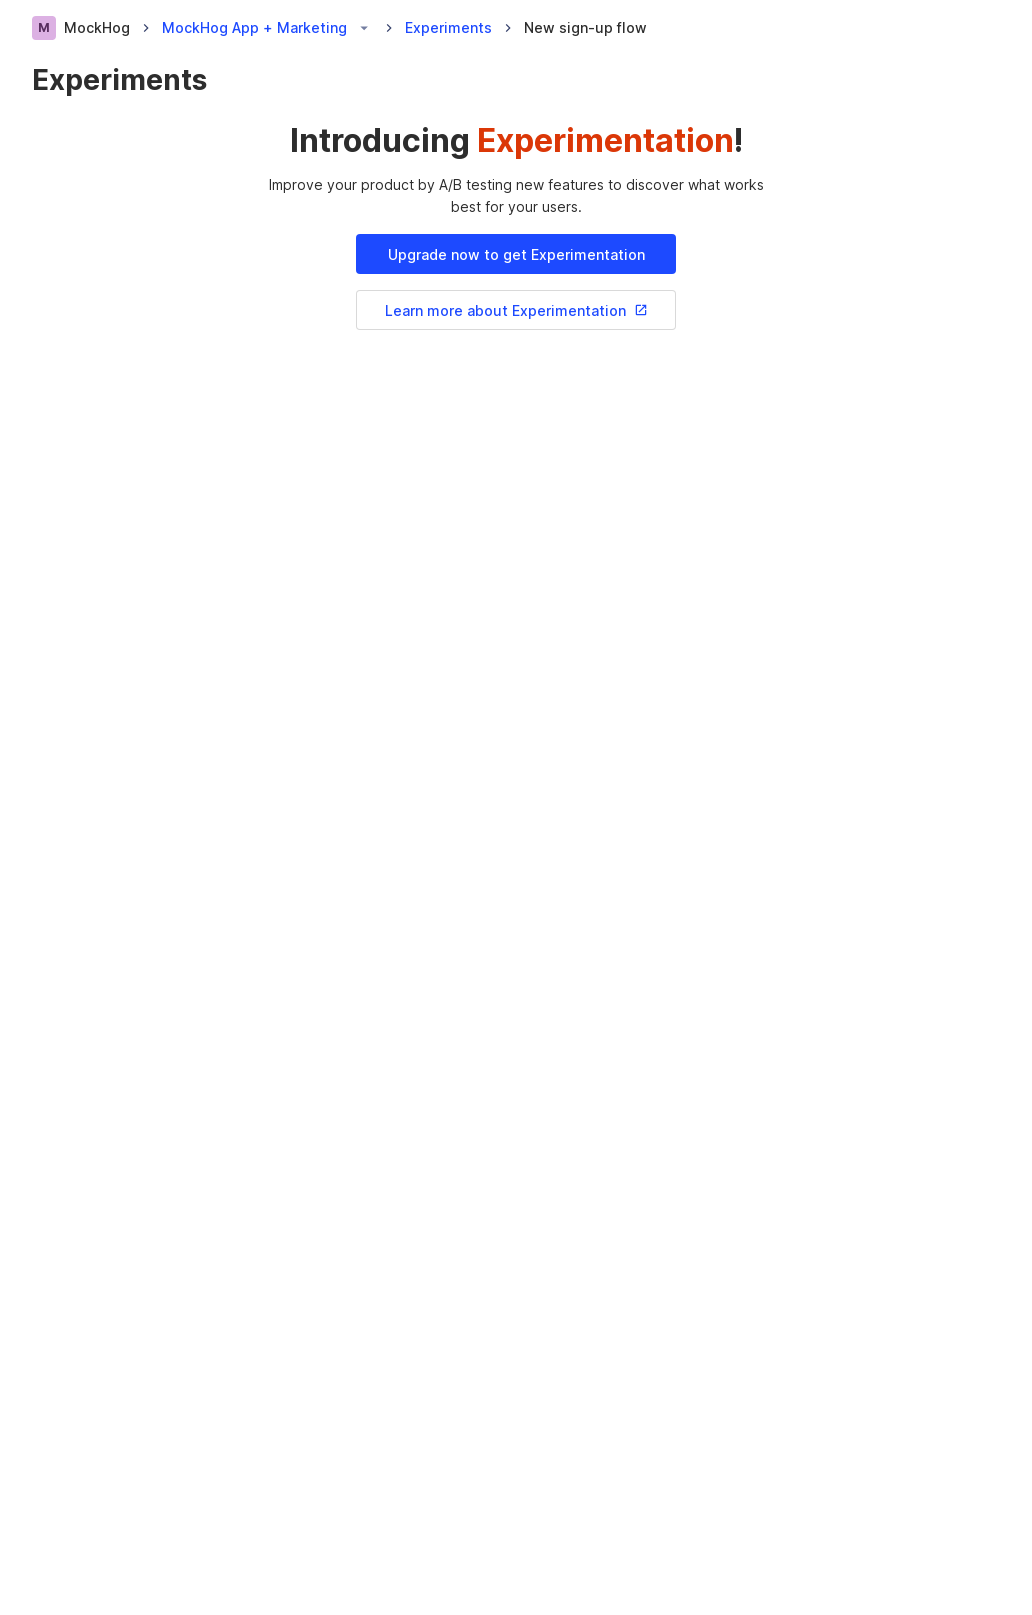 M MockHog MockHog App + Marketing Experiments New sign-up flow
Experiments
Introducing Experimentation!
Improve your product by A/B testing new features to discover what works
best for your users.
Upgrade now to get Experimentation
Learn more about Experimentation